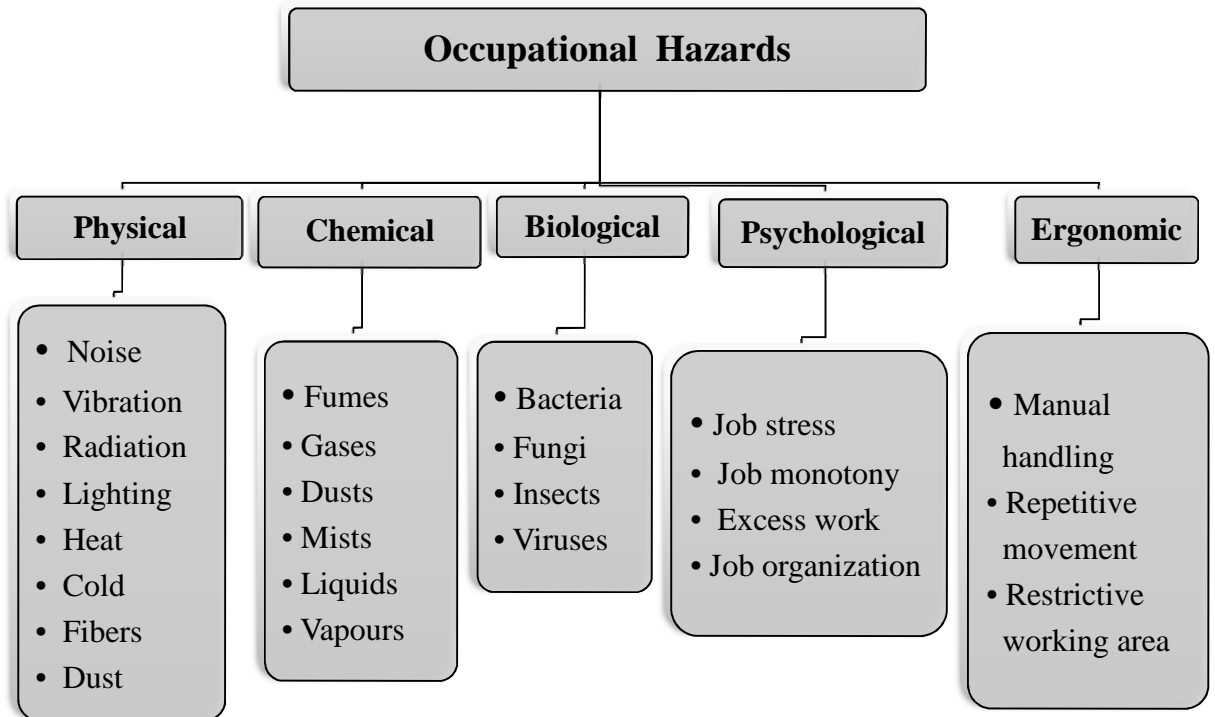 Occupational Hazards
Physical
Chemical
Biological
Psychological
Ergonomic
• Noise
• Vibration
• Radiation
• Lighting
• Heat
• Cold
• Fibers
• Dust
• Fumes
• Gases
• Dusts
• Mists
• Liquids
• Vapours
• Bacteria
• Fungi
• Insects
• Viruses
• Job stress
• Job monotony
• Excess work
• Job organization
• Manual
handling
• Repetitive
movement
• Restrictive
working area